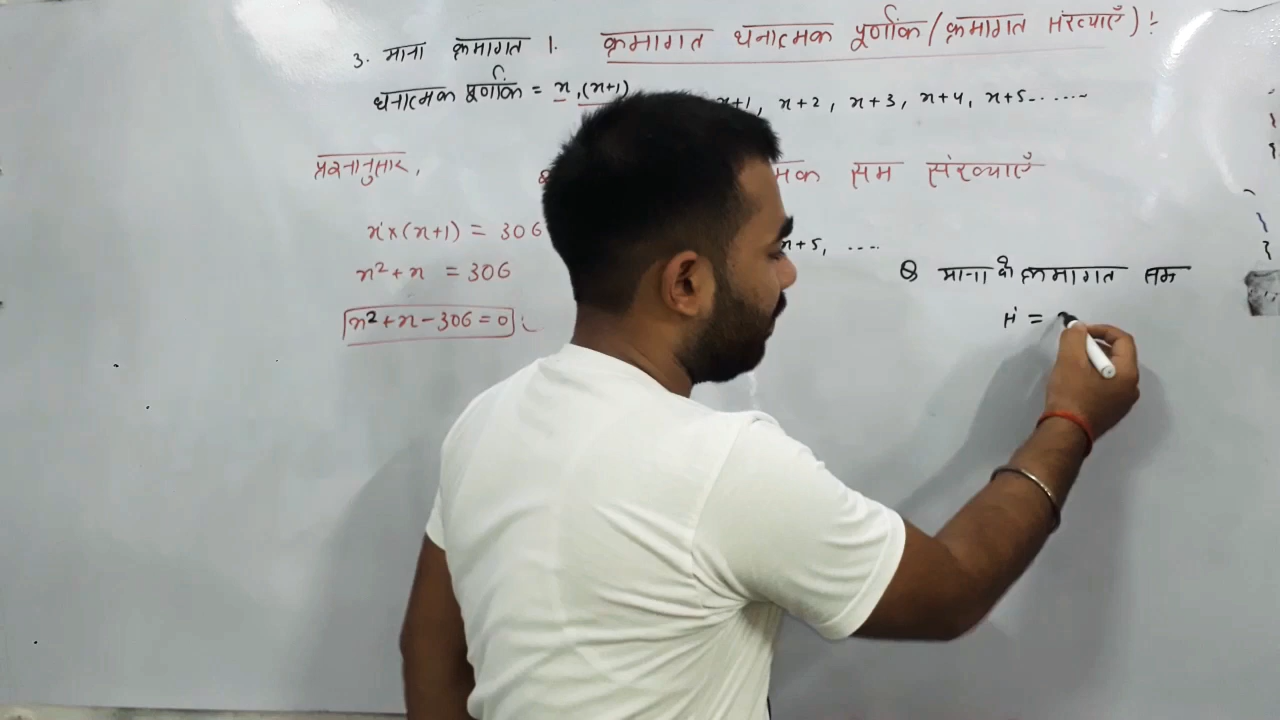 3. माना क्रमागत 1. क्रमागत धनात्मक पूर्णांक/(क्रमागत संख्याएँ):
धनात्मक पूर्णांक = x,(x+1)
x+1, x+2, x+3, x+4, x+5......
प्रश्नानुसार,
सम संख्याएँ
x×(x+1) = 306
x+5, ....
x²+x = 306
x²+x-306=0
माना दो क्रमागत सम
सं =